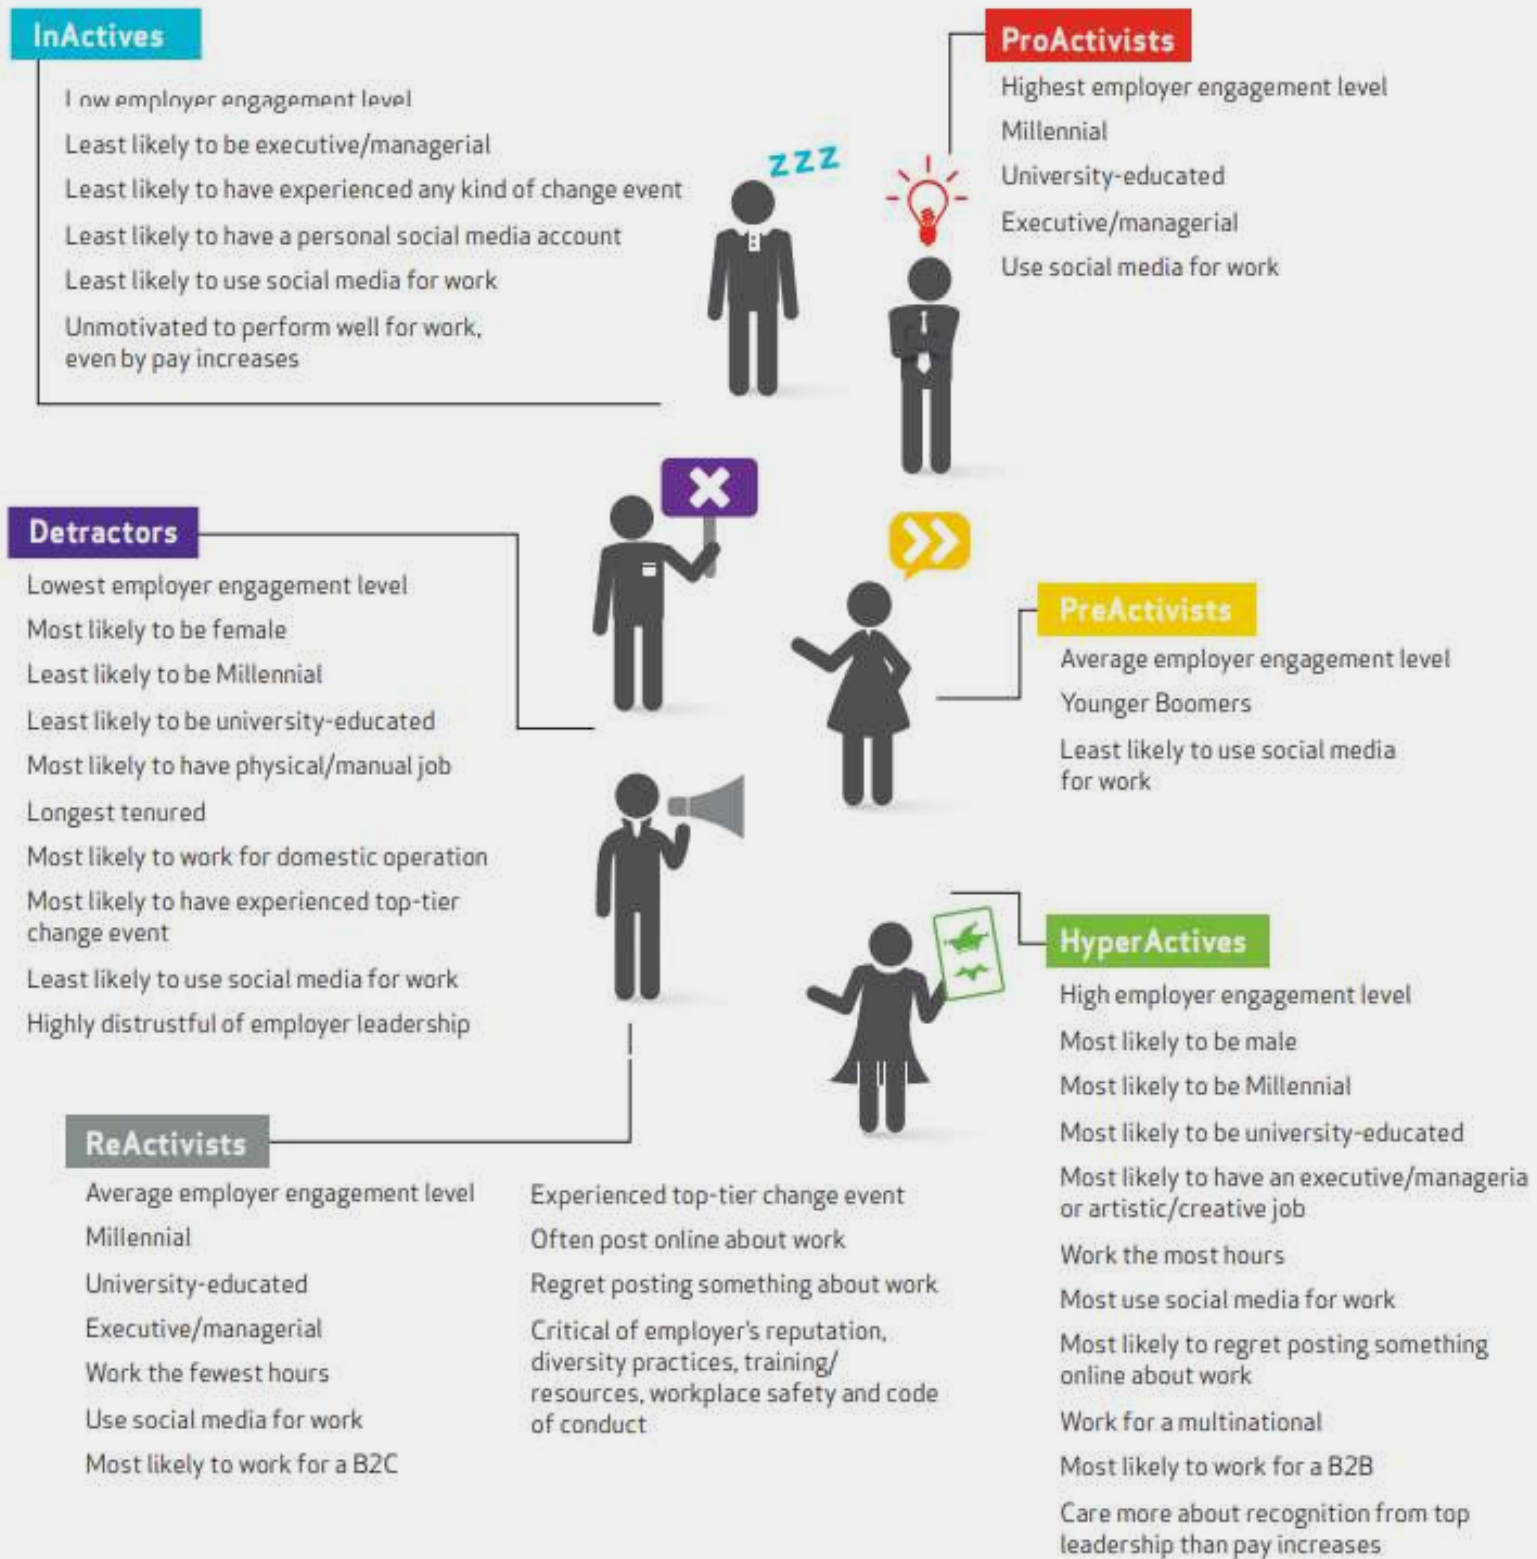 InActives
Low employer engagement level
Least likely to be executive/managerial
Least likely to have experienced any kind of change event
Least likely to have a personal social media account
Least likely to use social media for work
Unmotivated to perform well for work,
even by pay increases
zzz
ProActivists
Highest employer engagement level
Millennial
University-educated
Executive/managerial
Use social media for work
Detractors
Lowest employer engagement level
Most likely to be female
Least likely to be Millennial
Least likely to be university-educated
Most likely to have physical/manual job
Longest tenured
Most likely to work for domestic operation
Most likely to have experienced top-tier
change event
Least likely to use social media for work
Highly distrustful of employer leadership
PreActivists
Average employer engagement level
Younger Boomers
Least likely to use social media
for work
ReActivists
Average employer engagement level
Millennial
University-educated
Executive/managerial
Work the fewest hours
Use social media for work
Most likely to work for a B2C
Experienced top-tier change event
Often post online about work
Regret posting something about work
Critical of employer's reputation,
diversity practices, training/
resources, workplace safety and code
of conduct
HyperActives
High employer engagement level
Most likely to be male
Most likely to be Millennial
Most likely to be university-educated
Most likely to have an executive/manageria
or artistic/creative job
Work the most hours
Most use social media for work
Most likely to regret posting something
online about work
Work for a multinational
Most likely to work for a B2B
Care more about recognition from top
leadership than pay increases